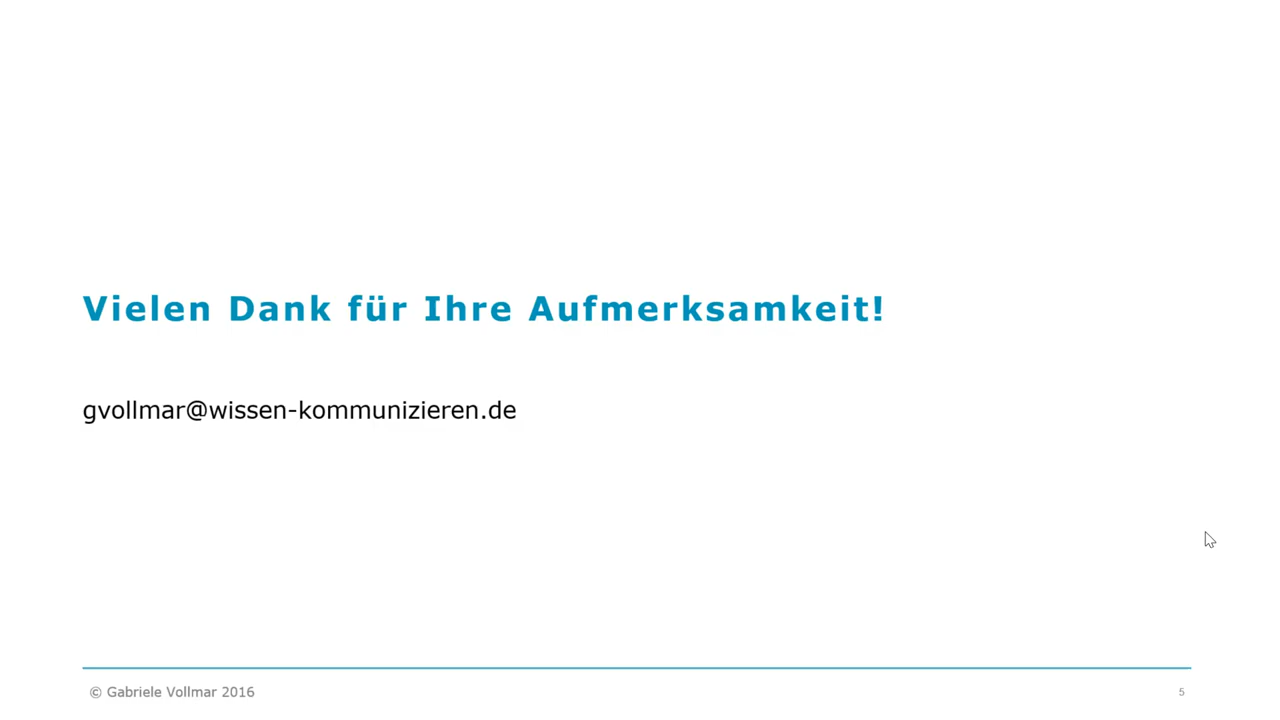 Vielen Dank für Ihre Aufmerksamkeit!
gvollmar@wissen-kommunizieren.de
© Gabriele Vollmar 2016
5